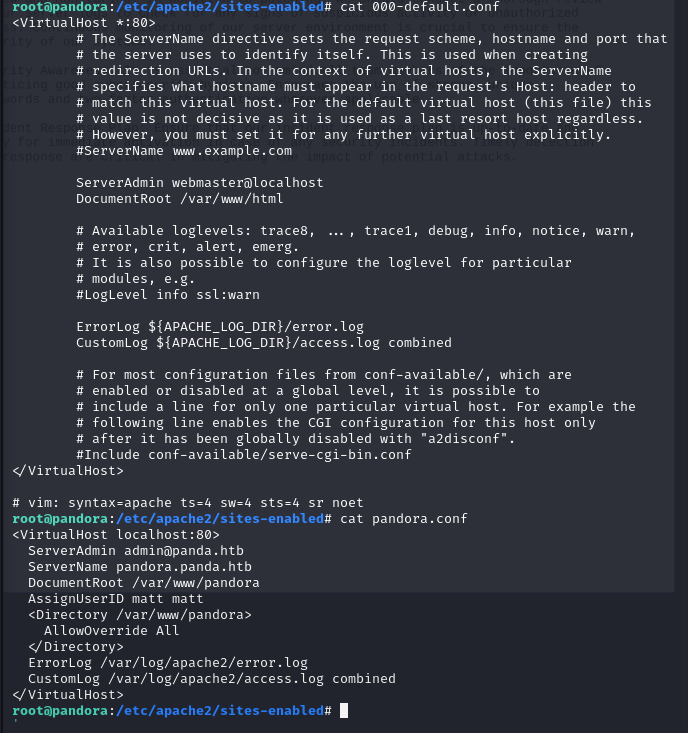 root@pandora:/etc/apache2/sites-enabled# cat 000-default.conf
<VirtualHost *:80>
# The ServerName directive sets the request scheme, hostname and port that
# the server uses to identify itself. This is used when creating
# redirection URLs. In the context of virtual hosts, the ServerName
# specifies what hostname must appear in the request's Host: header to
# match this virtual host. For the default virtual host (this file) this
# value is not decisive as it is used as a last resort host regardless.
# However, you must set it for any further virtual host explicitly.
#ServerName www.example.com
ServerAdmin webmaster@localhost
DocumentRoot /var/www/html
# Available loglevels: trace8, ..., trace1, debug, info, notice, warn,
# error, crit, alert, emerg.
# It is also possible to configure the loglevel for particular
# modules, e.g.
#LogLevel info ssl:warn
ErrorLog ${APACHE_LOG_DIR}/error.log
CustomLog ${APACHE_LOG_DIR}/access.log combined
# For most configuration files from conf-available/, which are
# enabled or disabled at a global level, it is possible to
# include a line for only one particular virtual host. For example the
# following line enables the CGI configuration for this host only
# after it has been globally disabled with "a2disconf".
#Include conf-available/serve-cgi-bin.conf
</VirtualHost>
# vim: syntax=apache ts=4 sw=4 sts=4 sr noet
root@pandora:/etc/apache2/sites-enabled# cat pandora.conf
<VirtualHost localhost:80>
ServerAdmin admin@panda.htb
ServerName pandora.panda.htb
DocumentRoot /var/www/pandora
AssignUserID matt matt
<Directory /var/www/pandora>
AllowOverride All
</Directory>
ErrorLog /var/log/apache2/error.log
CustomLog /var/log/apache2/access.log combined
</VirtualHost>
root@pandora:/etc/apache2/sites-enabled#